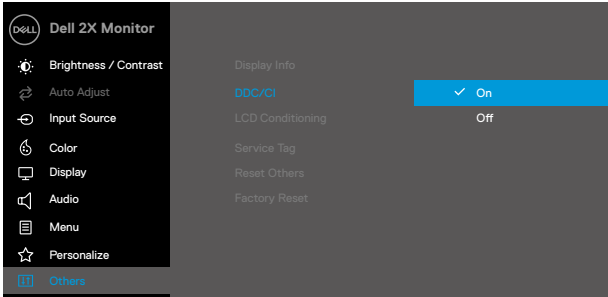 DELL Dell 2X Monitor
Brightness / Contrast
Auto Adjust
Input Source
Color
Display
Audio
Menu
Personalize
Others
Display Info
DDC/CI
LCD Conditioning
Service Tag
Reset Others
Factory Reset
On
Off